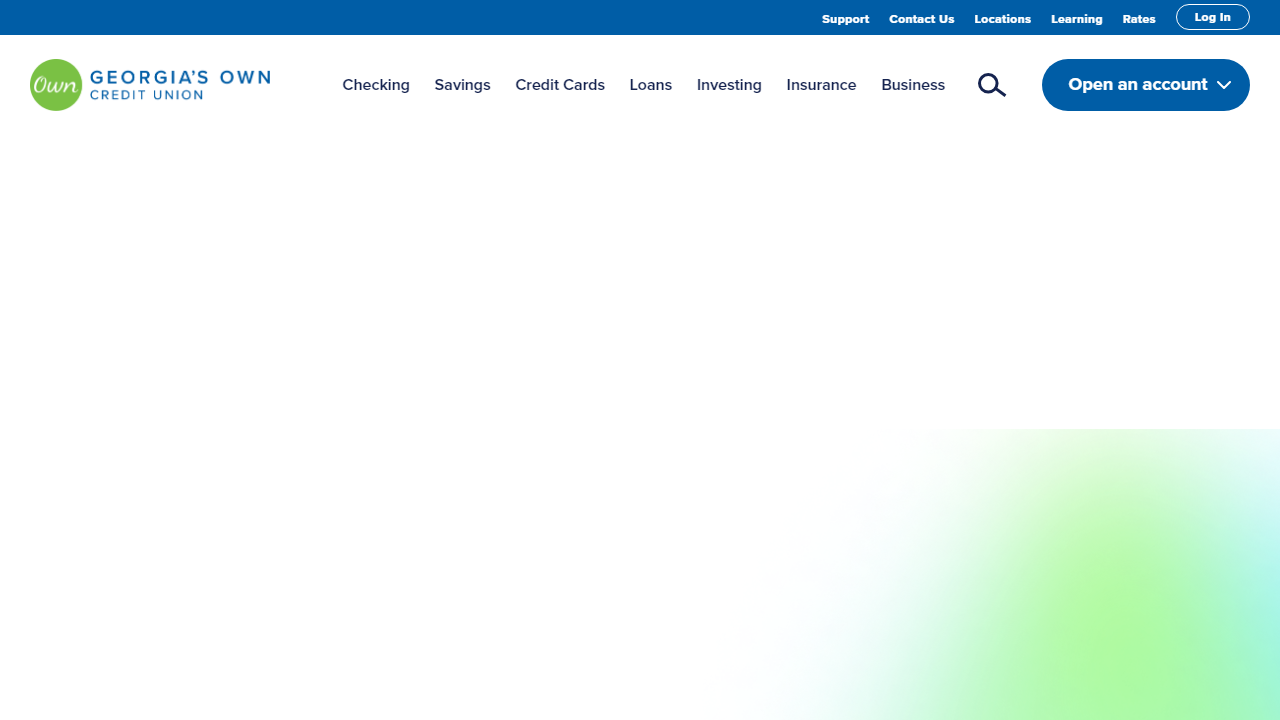 Support Contact Us Locations Learning Rates Log In
Own GEORGIA'S OWN
CREDIT UNION
Checking Savings Credit Cards Loans Investing Insurance Business Open an account